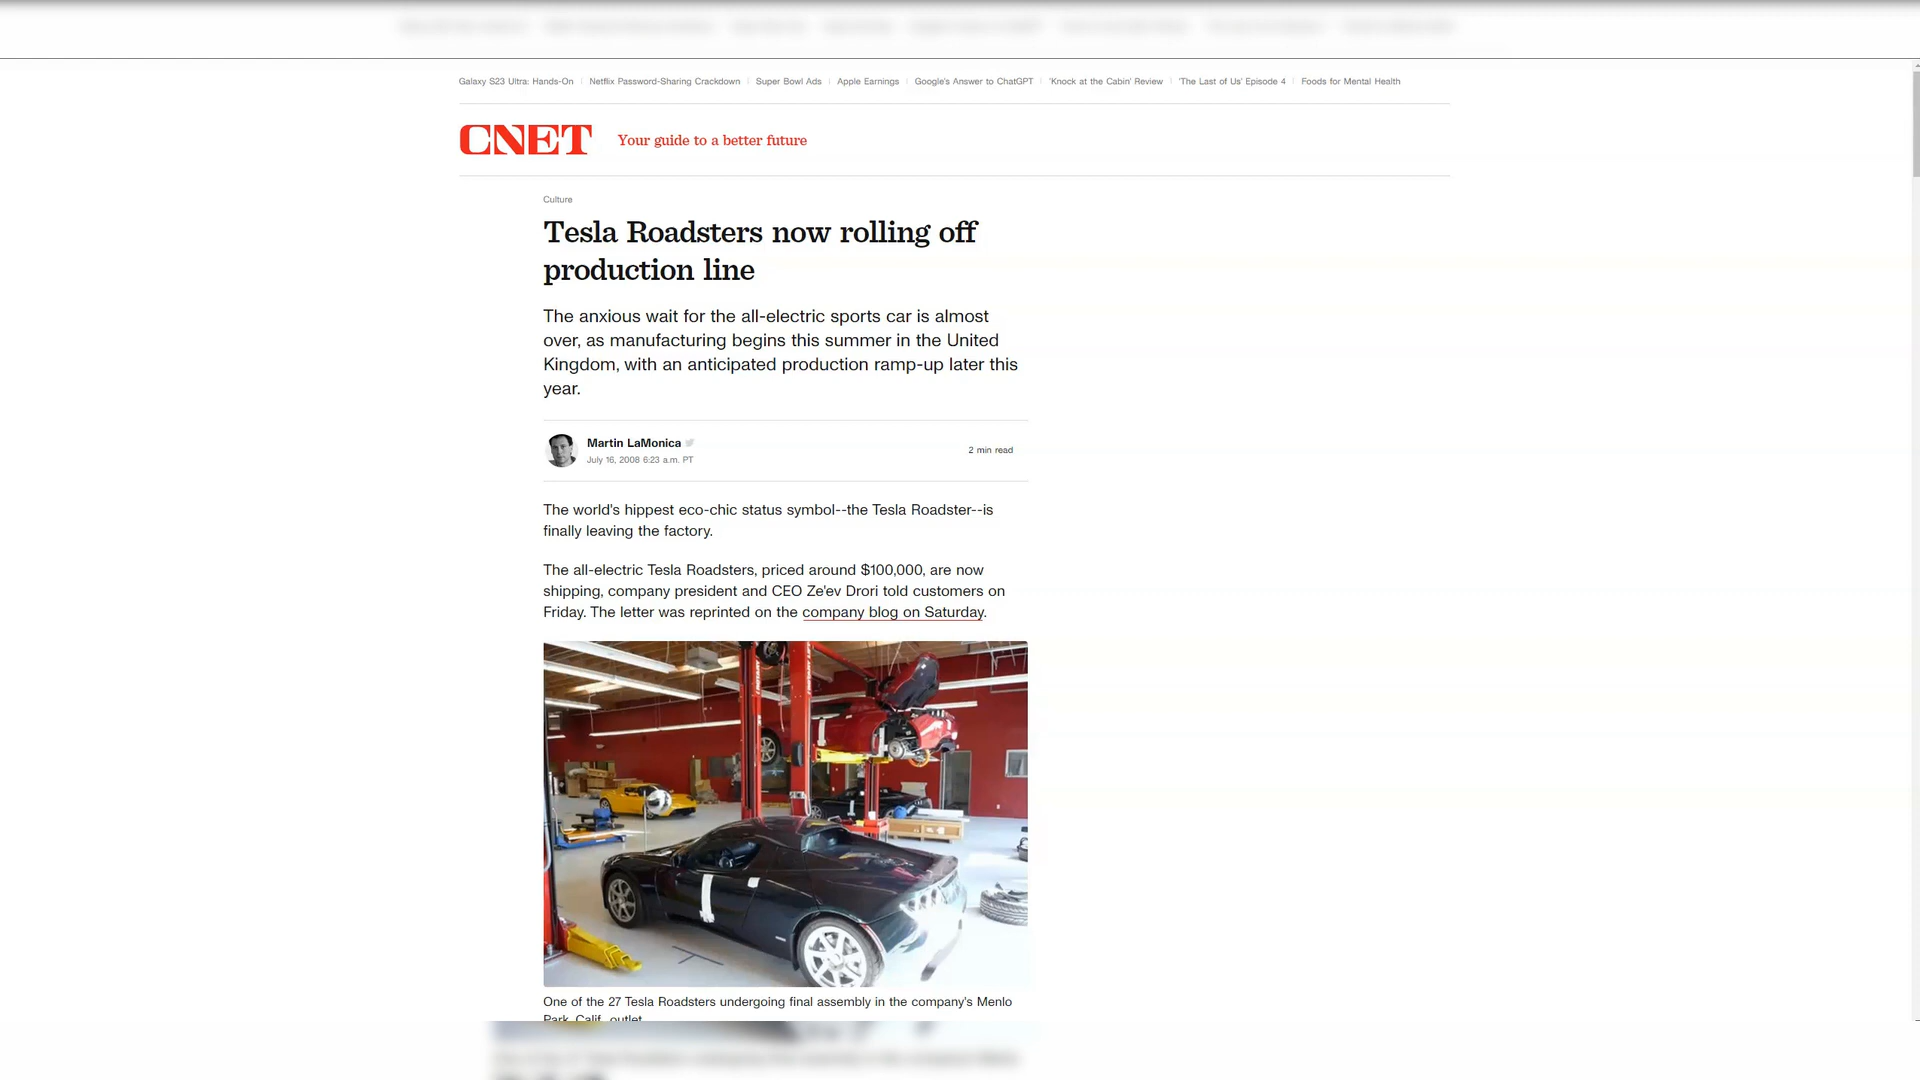 Galaxy S23 Ultra: Hands-On
Netflix Password-Sharing Crackdown
Super Bowl Ads
Apple Earnings
Google's Answer to ChatGPT
'Knock at the Cabin' Review
'The Last of Us' Episode 4
Foods for Mental Health
CNET
Your guide to a better future
Culture
Tesla Roadsters now rolling off
production line
The anxious wait for the all-electric sports car is almost
over, as manufacturing begins this summer in the United
Kingdom, with an anticipated production ramp-up later this
year.
Martin LaMonica
July 16, 2008 6:23 a.m. PT
2 min read
The world's hippest eco-chic status symbol--the Tesla Roadster--is
finally leaving the factory.
The all-electric Tesla Roadsters, priced around $100,000, are now
shipping, company president and CEO Ze'ev Drori told customers on
Friday. The letter was reprinted on the company blog on Saturday.
One of the 27 Tesla Roadsters undergoing final assembly in the company's Menlo
Park, Calif., outlet.